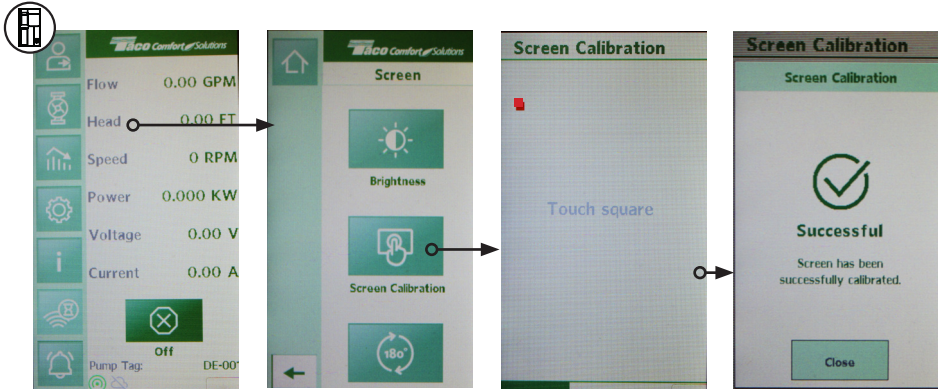 TACO Comfort Solutions
Flow 0.00 GPM
Head 0.00 FT
Speed 0 RPM
Power 0.000 KW
Voltage 0.00 V
Current 0.00 A
Off
Pump Tag: DE-001
TACO Comfort Solutions
Screen
Brightness
Screen Calibration
180°
Screen Calibration
Touch square
Screen Calibration
Screen Calibration
Successful
Screen has been
successfully calibrated.
Close